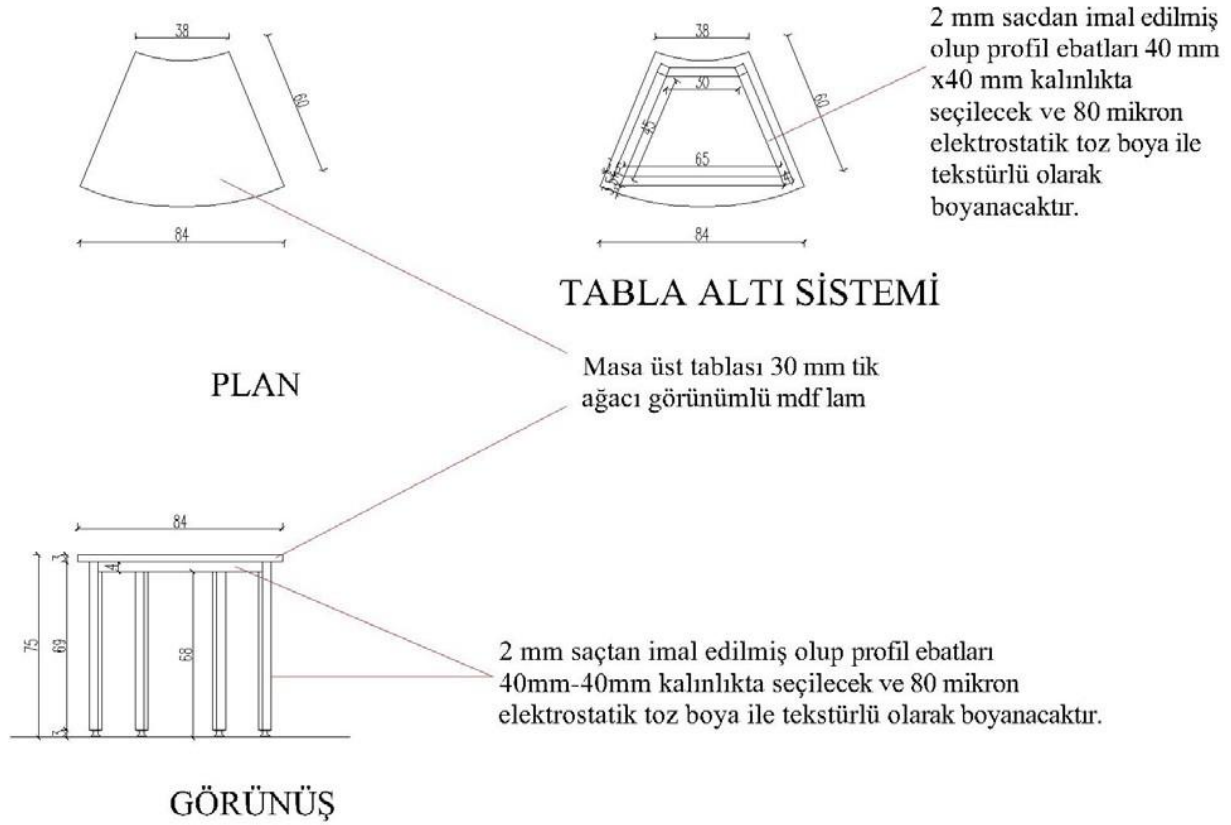 38
60
84
PLAN
38
30
60
45
65
84
TABLA ALTI SİSTEMİ
2 mm sacdan imal edilmiş
olup profil ebatları 40 mm
x40 mm kalınlıkta
seçilecek ve 80 mikron
elektrostatik toz boya ile
tekstürlü olarak
boyanacaktır.
Masa üst tablası 30 mm tik
ağacı görünümlü mdf lam
84
3
4
75
69
68
3
2 mm saçtan imal edilmiş olup profil ebatları
40mm-40mm kalınlıkta seçilecek ve 80 mikron
elektrostatik toz boya ile tekstürlü olarak boyanacaktır.
GÖRÜNÜŞ